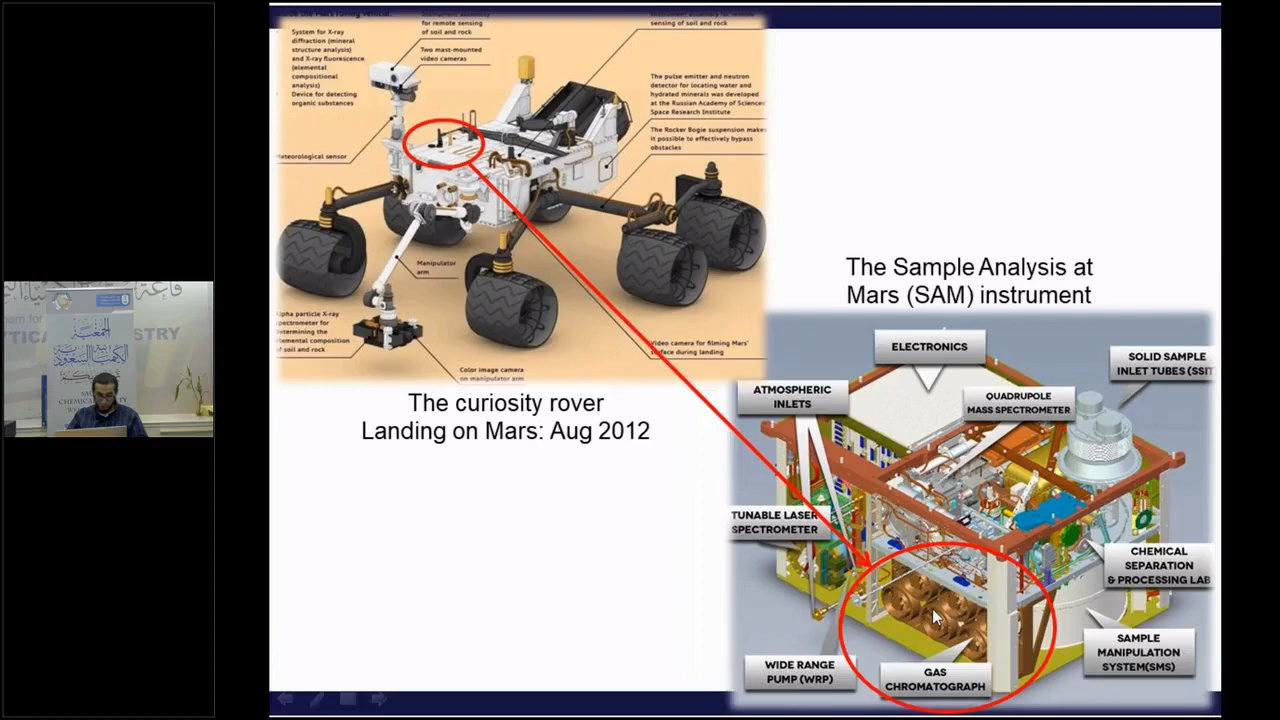 for remote sensing
of soil and rock
sensing of soil and rock
System for X-ray
diffraction (mineral
structure analysis)
and X-ray fluorescence
(elemental
compositional
analysis)
Device for detecting
organic substances
Two mast-mounted
video cameras
The pulse emitter and neutron
detector for locating water and
hydrated minerals was developed
at the Russian Academy of Sciences
Space Research Institute
The Rocker Bogie suspension makes
it possible to effectively bypass
obstacles
Meteorological sensor
Manipulator
arm
Alpha particle X-ray
spectrometer for
determining the
elemental composition
of soil and rock
Color image camera
on manipulator arm
Video camera for filming Mars'
surface during landing
The curiosity rover
Landing on Mars: Aug 2012
The Sample Analysis at
Mars (SAM) instrument
ELECTRONICS
SOLID SAMPLE
INLET TUBES (SSIT
ATMOSPHERIC
INLETS
QUADRUPOLE
MASS SPECTROMETER
TUNABLE LASER
SPECTROMETER
CHEMICAL
SEPARATION
& PROCESSING LAB
SAMPLE
MANIPULATION
SYSTEM(SMS)
WIDE RANGE
PUMP (WRP)
GAS
CHROMATOGRAPH
الجمعية
الكيميائية السعودية